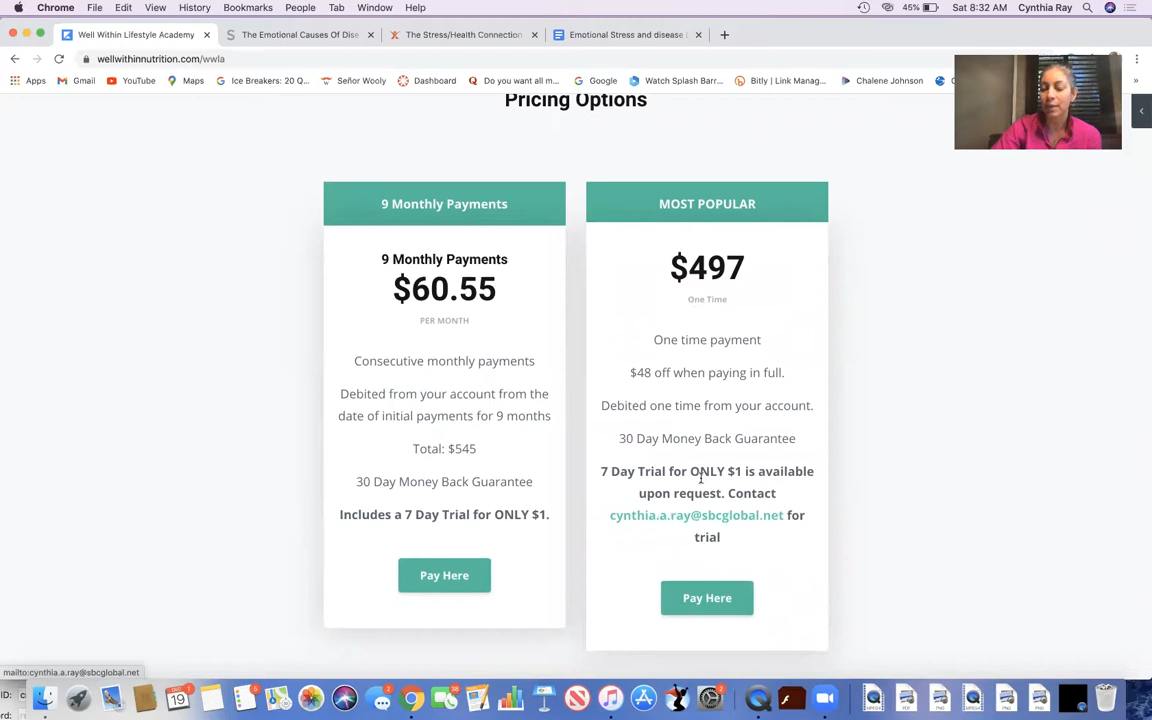 Chrome File Edit View History Bookmarks People Tab Window Help 45% Sat 8:32 AM Cynthia Ray
Well Within Lifestyle Academy × The Emotional Causes Of Dise × The Stress/Health Connection × Emotional Stress and disease × +
wellwithinnutrition.com/wwla
Apps Gmail YouTube Maps Ice Breakers: 20 Q... Señor Wooly Dashboard Do you want all m... Google Watch Splash Barr... Bitly | Link Manag... Chalene Johnson »
Pricing Options
9 Monthly Payments
9 Monthly Payments
$60.55
PER MONTH
Consecutive monthly payments
Debited from your account from the
date of initial payments for 9 months
Total: $545
30 Day Money Back Guarantee
Includes a 7 Day Trial for ONLY $1.
Pay Here
MOST POPULAR
$497
One Time
One time payment
$48 off when paying in full.
Debited one time from your account.
30 Day Money Back Guarantee
7 Day Trial for ONLY $1 is available
upon request. Contact
cynthia.a.ray@sbcglobal.net for
trial
Pay Here
mailto:cynthia.a.ray@sbcglobal.net
ID: